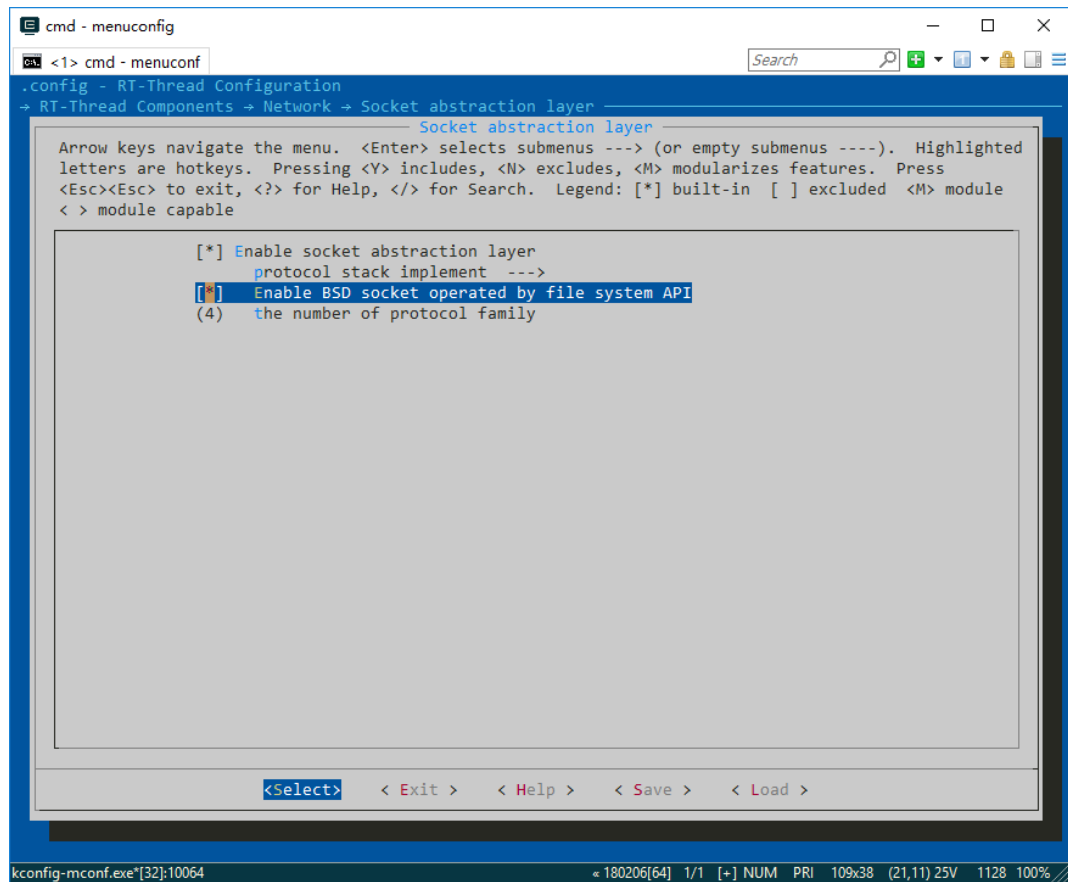 cmd - menuconfig
<1> cmd - menuconf
Search
.config - RT-Thread Configuration
→ RT-Thread Components → Network → Socket abstraction layer
Socket abstraction layer
Arrow keys navigate the menu.  <Enter> selects submenus ---> (or empty submenus ----).  Highlighted
letters are hotkeys.  Pressing <Y> includes, <N> excludes, <M> modularizes features.  Press
<Esc><Esc> to exit, <?> for Help, </> for Search.  Legend: [*] built-in  [ ] excluded  <M> module
< > module capable
[*] Enable socket abstraction layer
protocol stack implement  --->
[*]   Enable BSD socket operated by file system API
(4)   the number of protocol family
<Select>    < Exit >    < Help >    < Save >    < Load >
kconfig-mconf.exe*[32]:10064    « 180206[64]  1/1  [+] NUM  PRI  109x38  (21,11) 25V  1128  100%